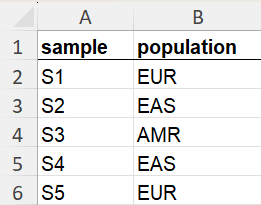 A B
1 sample population
2 S1 EUR
3 S2 EAS
4 S3 AMR
5 S4 EAS
6 S5 EUR